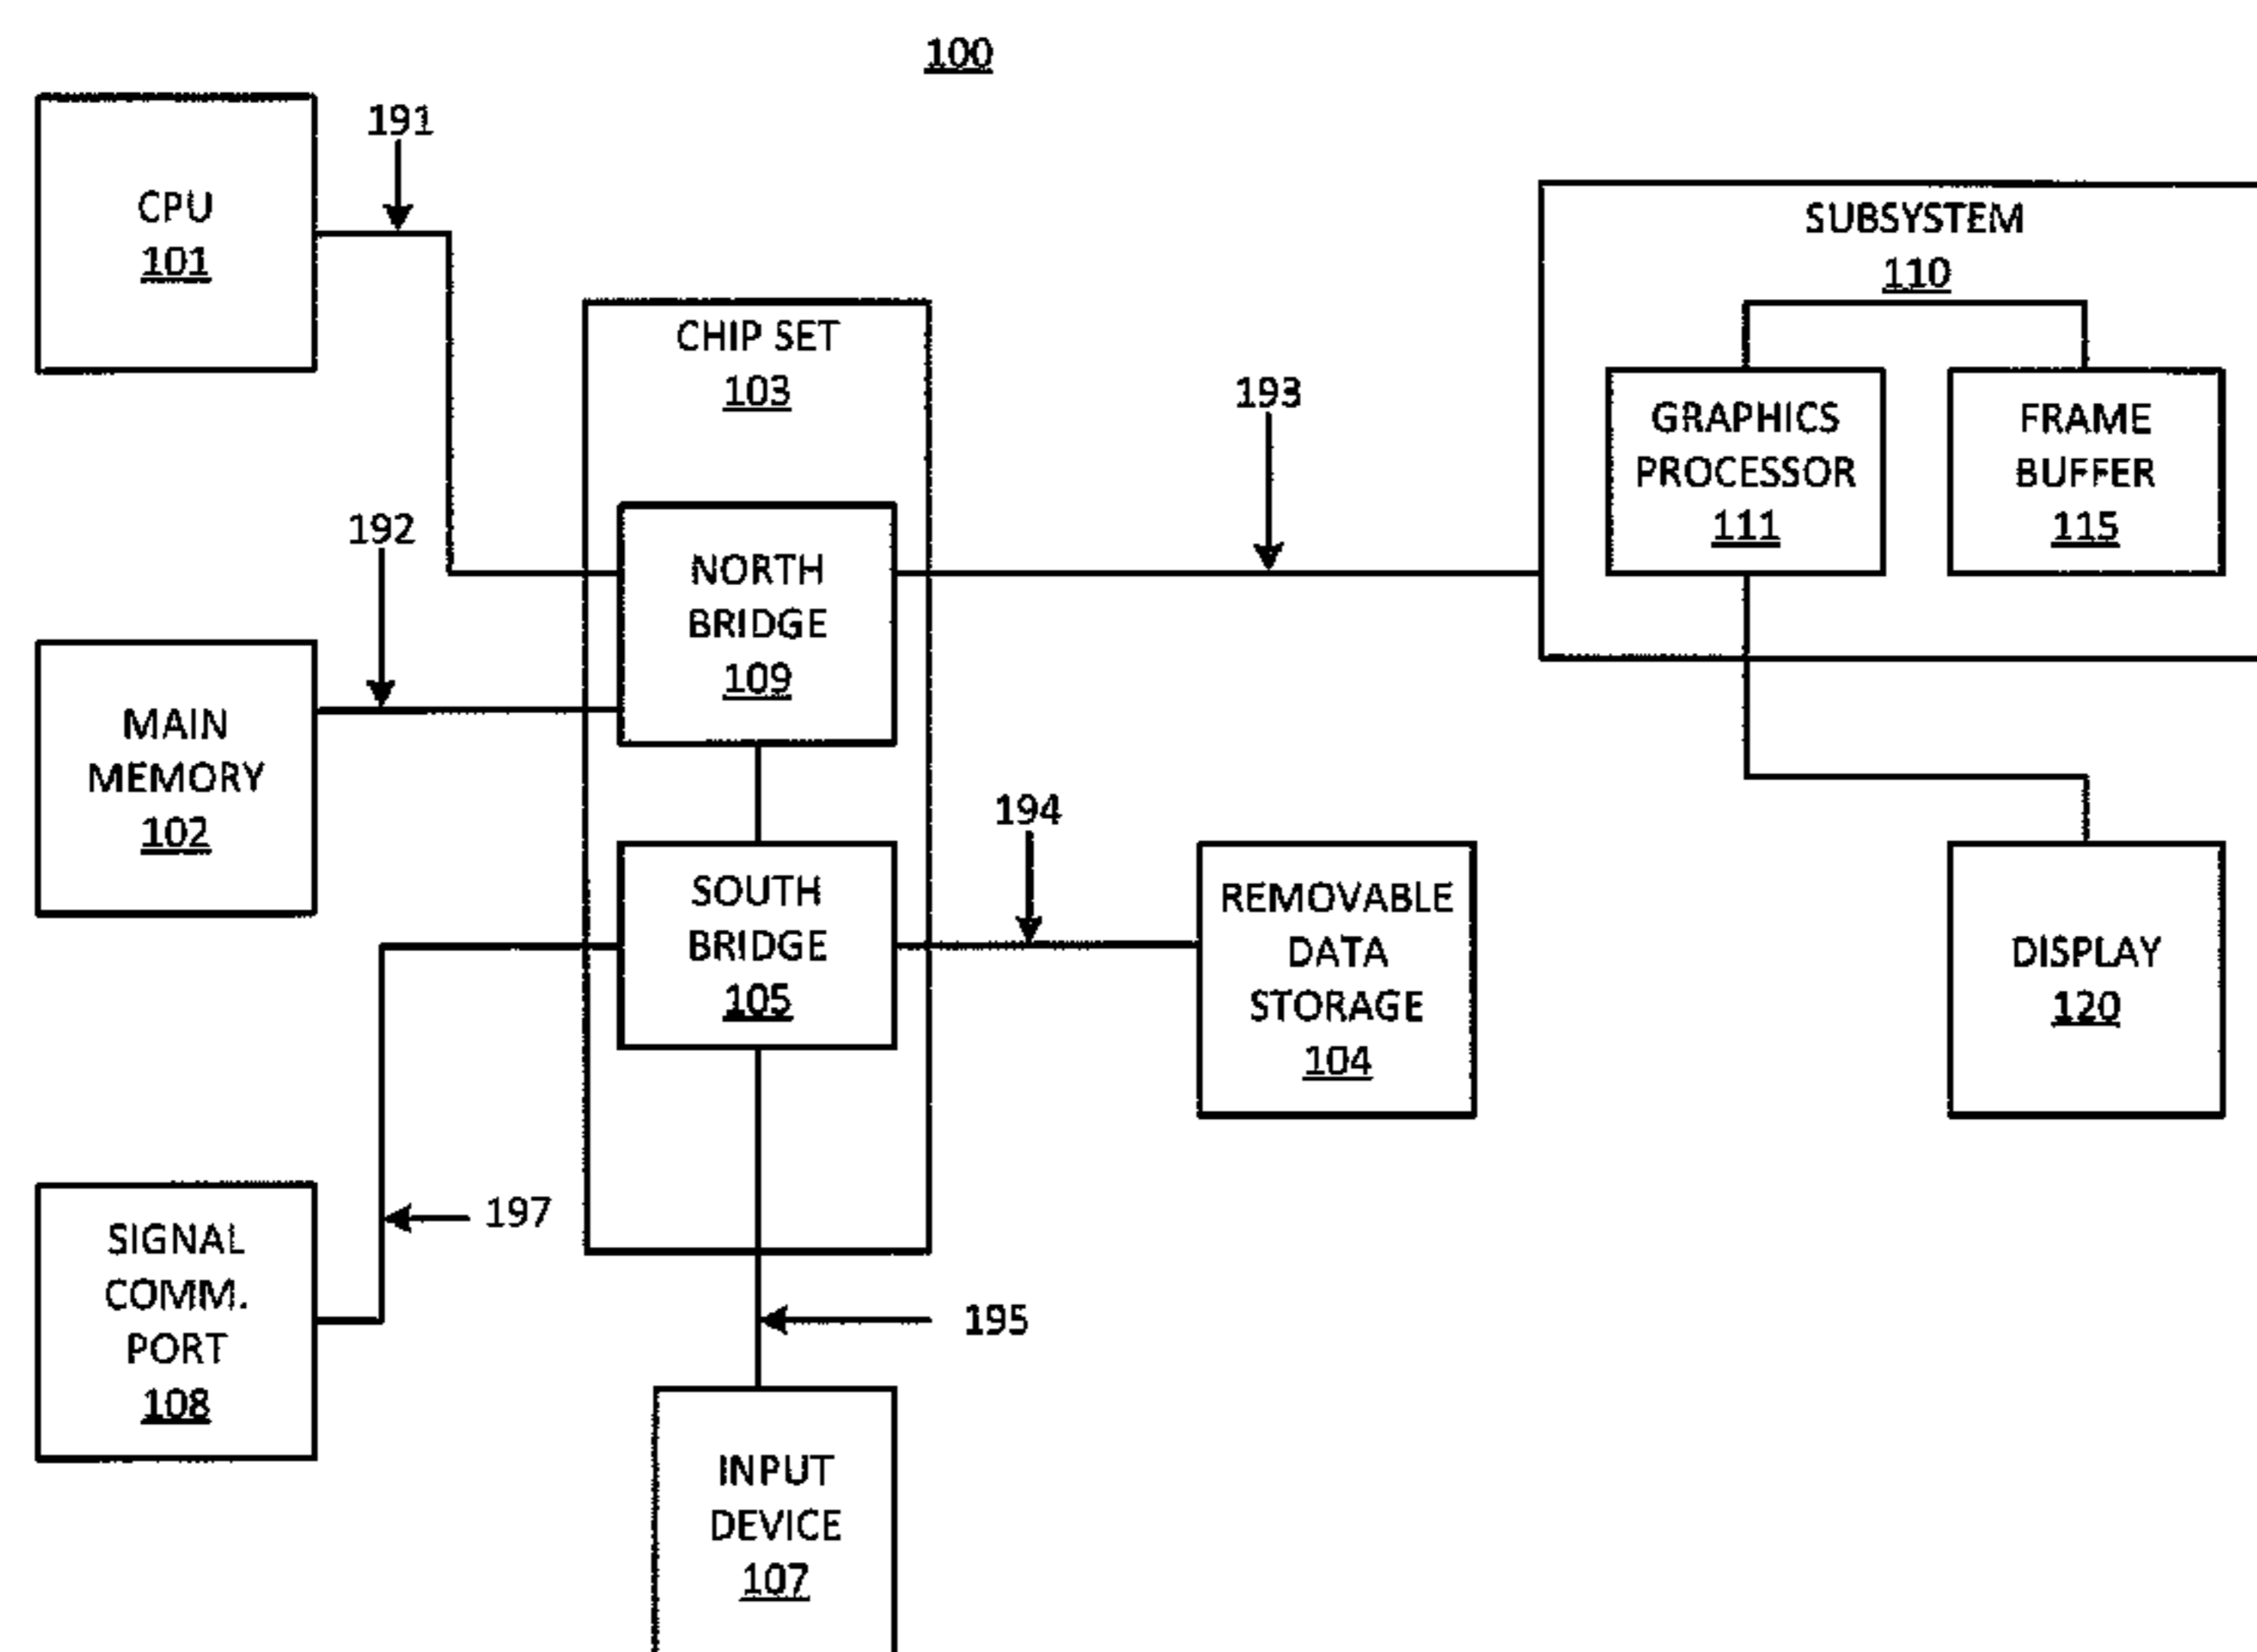 100
CPU
101
191
CHIP SET
103
NORTH
BRIDGE
109
192
MAIN
MEMORY
102
193
SUBSYSTEM
110
GRAPHICS
PROCESSOR
111
FRAME
BUFFER
115
SOUTH
BRIDGE
105
194
REMOVABLE
DATA
STORAGE
104
DISPLAY
120
SIGNAL
COMM.
PORT
108
197
195
INPUT
DEVICE
107